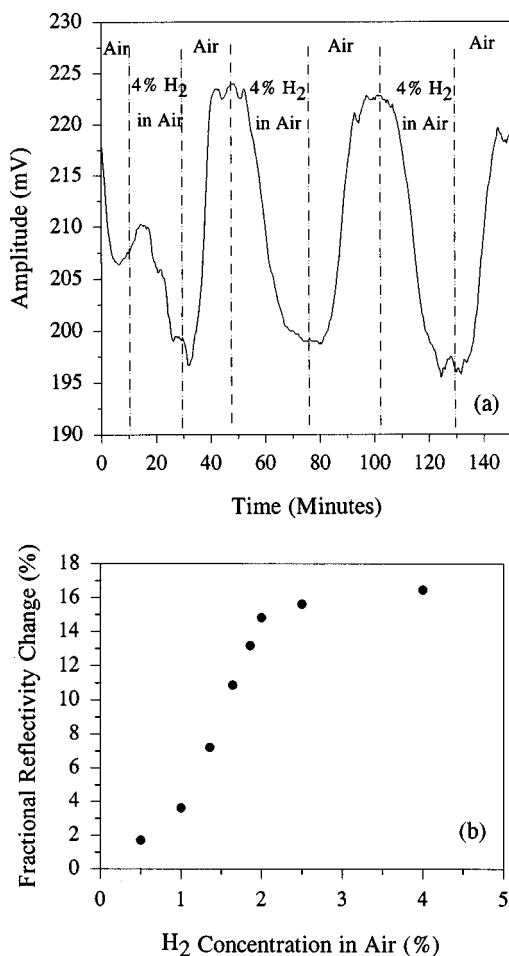 Air
Air
Air
Air
4% H2
in Air
4% H2
in Air
4% H2
in Air
230
225
220
215
210
205
200
195
190
Amplitude (mV)
(a)
0 20 40 60 80 100 120 140
Time (Minutes)
18
16
14
12
10
8
6
4
2
0
Fractional Reflectivity Change (%)
(b)
0 1 2 3 4 5
H2 Concentration in Air (%)